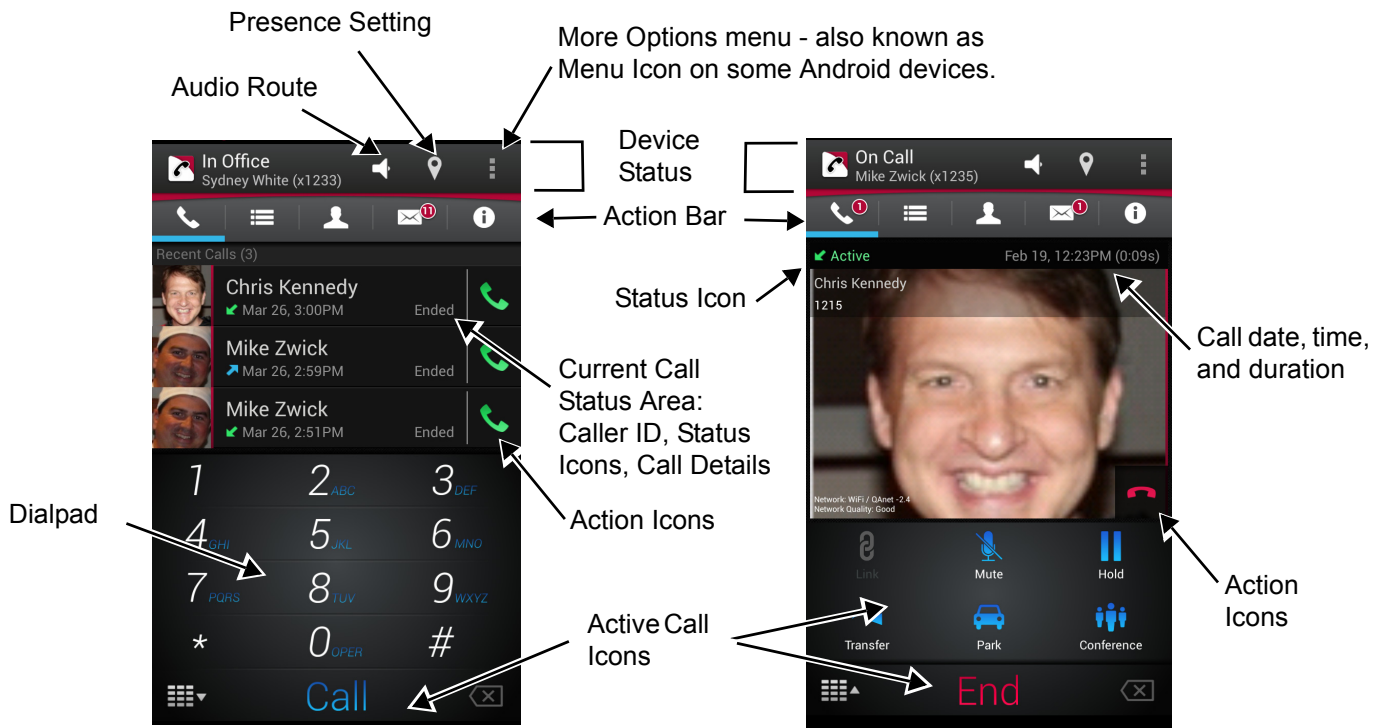 Presence Setting
More Options menu - also known as
Menu Icon on some Android devices.
Audio Route
Device
Status
Action Bar
Status Icon
Current Call
Status Area:
Caller ID, Status
Icons, Call Details
Action Icons
Dialpad
Active Call
Icons
Call date, time,
and duration
Action
Icons
In Office
Sydney White (x1233)
11
Recent Calls (3)
Chris Kennedy
Mar 26, 3:00PM
Ended
Mike Zwick
Mar 26, 2:59PM
Ended
Mike Zwick
Mar 26, 2:51PM
Ended
1
2 ABC
3 DEF
4 GHI
5 JKL
6 MNO
7 PQRS
8 TUV
9 WXYZ
*
0 OPER
#
Call
On Call
Mike Zwick (x1235)
1
1
Active
Feb 19, 12:23PM (0:09s)
Chris Kennedy
1215
Network: WiFi / QAnet -2.4
Network Quality: Good
Link
Mute
Hold
Transfer
Park
Conference
End